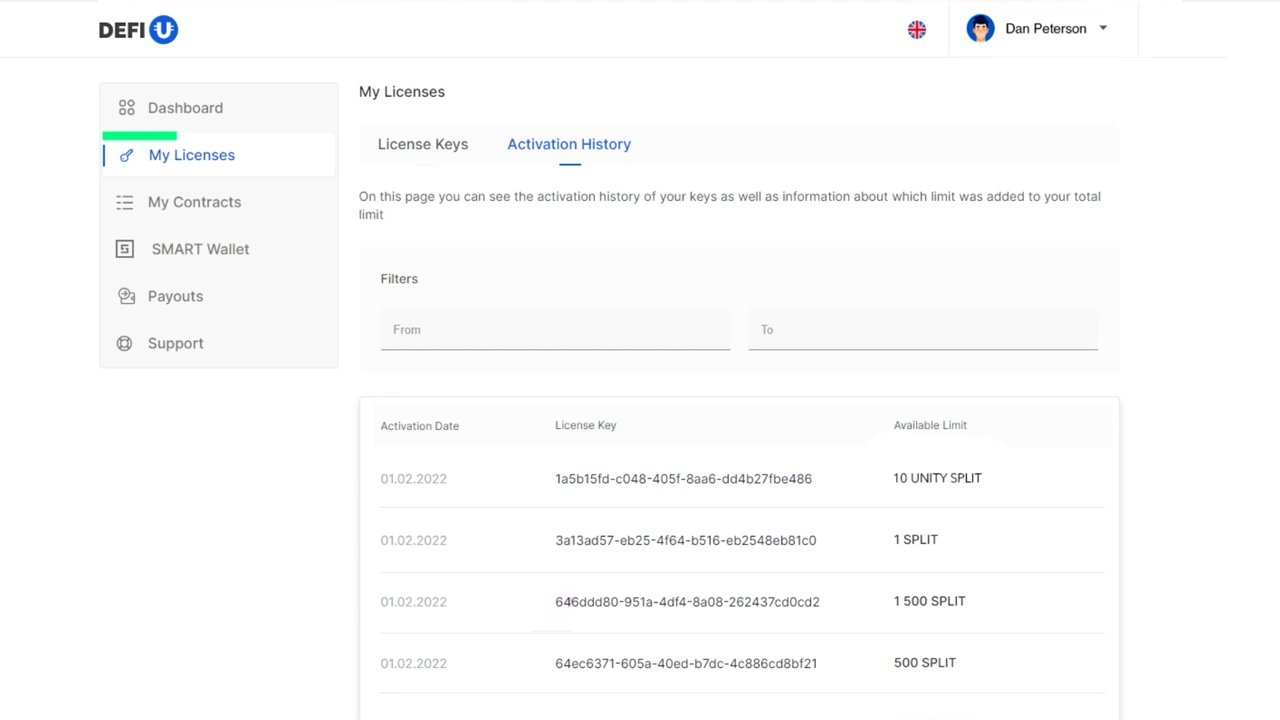 DEFI U
Dan Peterson
Dashboard
My Licenses
My Contracts
SMART Wallet
Payouts
Support
My Licenses
License Keys Activation History
On this page you can see the activation history of your keys as well as information about which limit was added to your total
limit
Filters
From To
Activation Date License Key Available Limit
01.02.2022 1a5b15fd-c048-405f-8aa6-dd4b27fbe486 10 UNITY SPLIT
01.02.2022 3a13ad57-eb25-4f64-b516-eb2548eb81c0 1 SPLIT
01.02.2022 646ddd80-951a-4df4-8a08-262437cd0cd2 1 500 SPLIT
01.02.2022 64ec6371-605a-40ed-b7dc-4c886cd8bf21 500 SPLIT